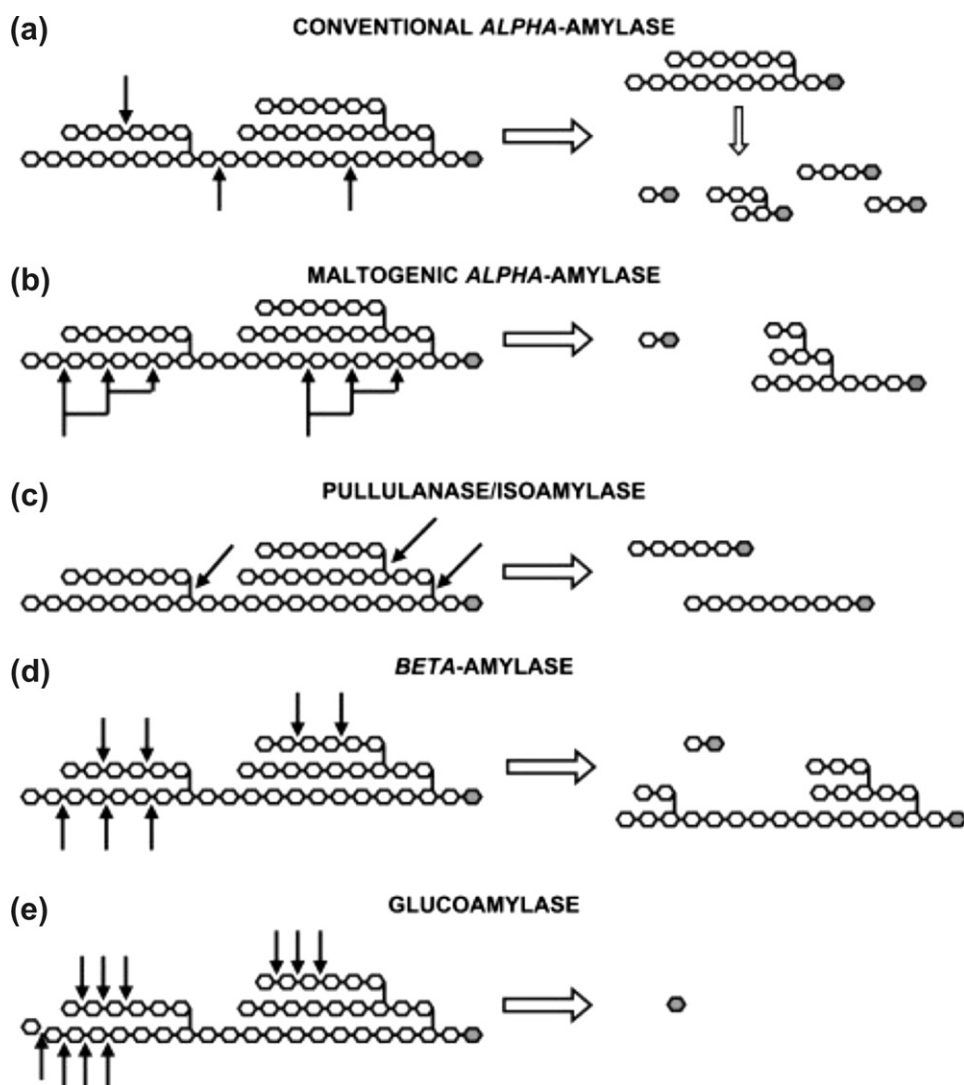 (a)
CONVENTIONAL ALPHA-AMYLASE
(b)
MALTOGENIC ALPHA-AMYLASE
(c)
PULLULANASE/ISOAMYLASE
(d)
BETA-AMYLASE
(e)
GLUCOAMYLASE